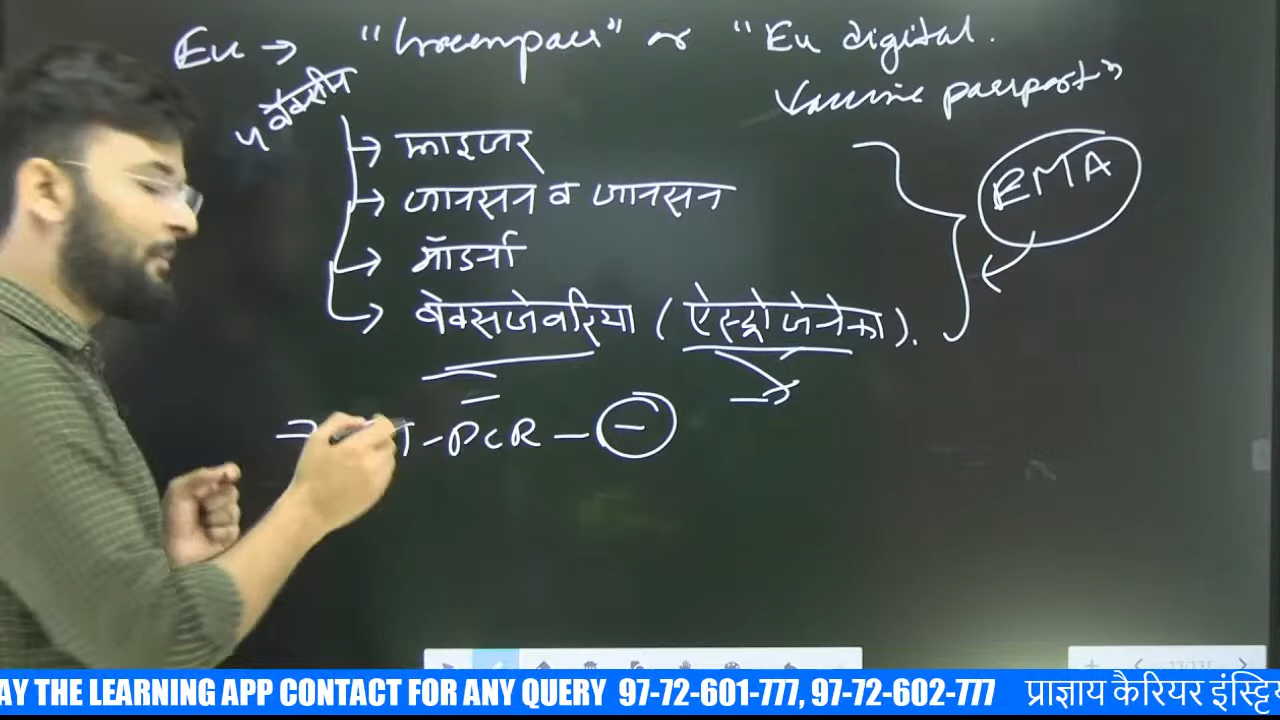 EU → "Greenpass" or "EU digital.
Vaccine passport"
4 वैक्सीन
→ फाइजर
→ जानसन व जानसन
→ मॉडर्ना
→ वेक्सजेवरिया (ऐस्ट्रोजेनेका).
EMA
→ T-PCR - -
AY THE LEARNING APP CONTACT FOR ANY QUERY 97-72-601-777, 97-72-602-777 प्राज्ञाय कैरियर